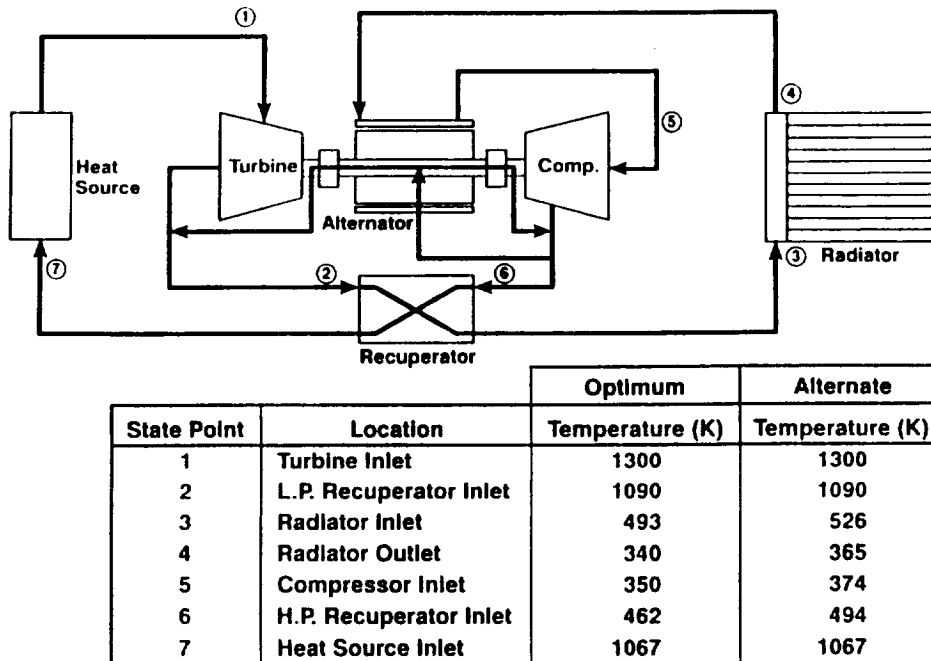 ①
④
⑤
Heat
Source
Turbine
Comp.
Alternator
⑦
②
⑥
③
Radiator
Recuperator
Optimum Alternate
State Point Location Temperature (K) Temperature (K)
1 Turbine Inlet 1300 1300
2 L.P. Recuperator Inlet 1090 1090
3 Radiator Inlet 493 526
4 Radiator Outlet 340 365
5 Compressor Inlet 350 374
6 H.P. Recuperator Inlet 462 494
7 Heat Source Inlet 1067 1067